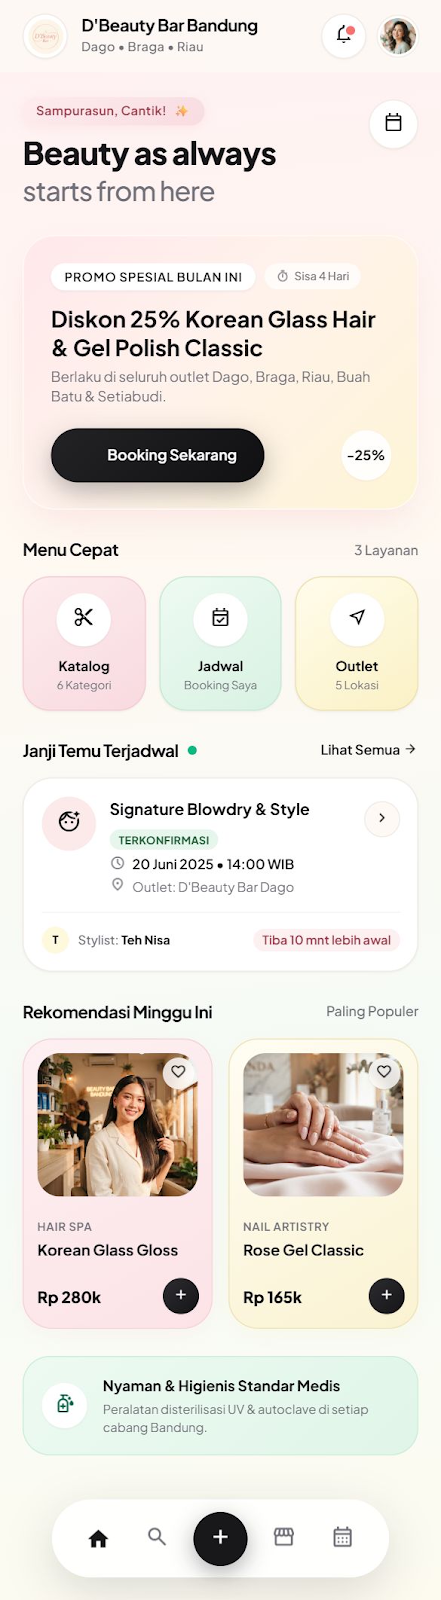 D'Beauty Bar
D'Beauty Bar Bandung
Dago • Braga • Riau
Sampurasun, Cantik! ✨
Beauty as always
starts from here
PROMO SPESIAL BULAN INI
Sisa 4 Hari
Diskon 25% Korean Glass Hair
& Gel Polish Classic
Berlaku di seluruh outlet Dago, Braga, Riau, Buah
Batu & Setiabudi.
Booking Sekarang
-25%
Menu Cepat
3 Layanan
Katalog
6 Kategori
Jadwal
Booking Saya
Outlet
5 Lokasi
Janji Temu Terjadwal
Lihat Semua →
Signature Blowdry & Style
TERKONFIRMASI
20 Juni 2025 • 14:00 WIB
Outlet: D'Beauty Bar Dago
T
Stylist: Teh Nisa
Tiba 10 mnt lebih awal
Rekomendasi Minggu Ini
Paling Populer
BEAUTY BAR
BANDUNG
HAIR SPA
Korean Glass Gloss
Rp 280k
+
NAIL ARTISTRY
Rose Gel Classic
Rp 165k
+
Nyaman & Higienis Standar Medis
Peralatan disterilisasi UV & autoclave di setiap
cabang Bandung.
+